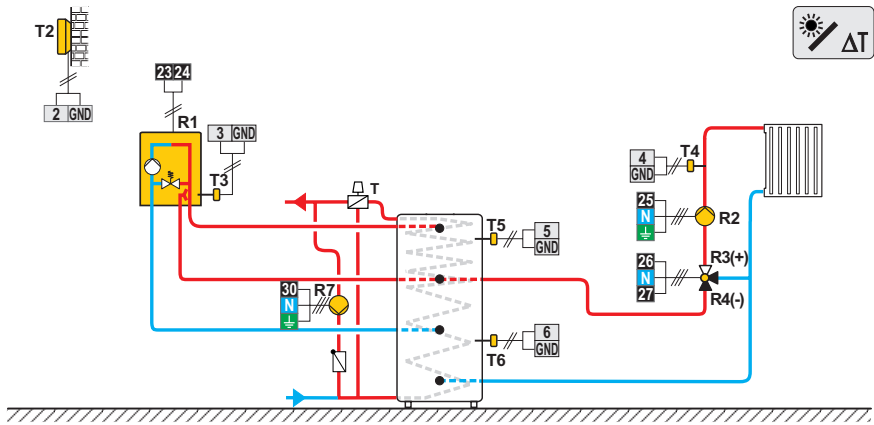 T2
2 GND
23 24
R1
3 GND
T3
T
T5
5
GND
30
N
R7
6
GND
T6
4
GND
T4
25
N
R2
26
N
27
R3(+)
R4(-)
ΔT